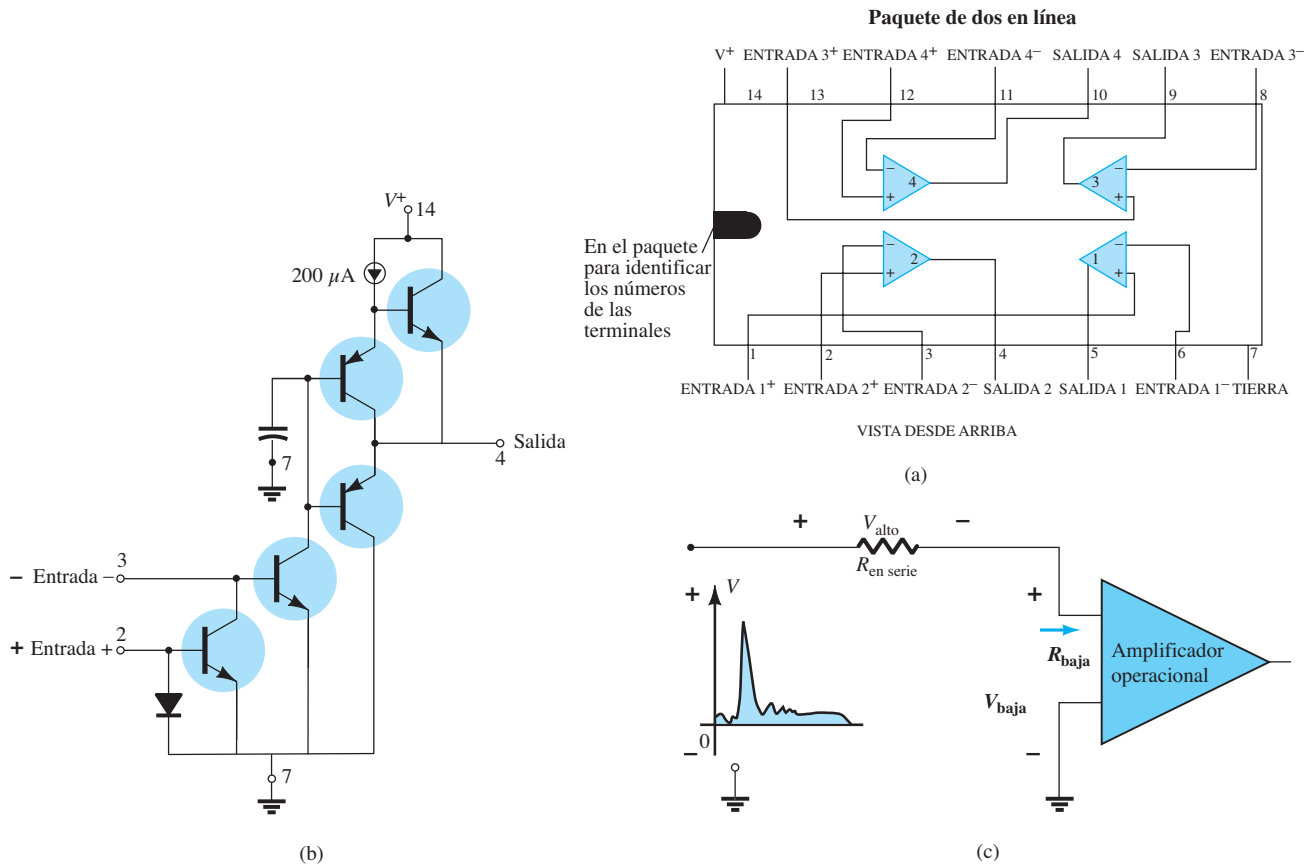 Paquete de dos en línea
V⁺ ENTRADA 3⁺ ENTRADA 4⁺ ENTRADA 4⁻ SALIDA 4 SALIDA 3 ENTRADA 3⁻
14 13 12 11 10 9 8
− −
4 3
+ +
− −
2 1
+ +
En el paquete
para identificar
los números
de las
terminales
1 2 3 4 5 6 7
ENTRADA 1⁺ ENTRADA 2⁺ ENTRADA 2⁻ SALIDA 2 SALIDA 1 ENTRADA 1⁻ TIERRA
VISTA DESDE ARRIBA
(a)
V⁺
14
200 μA
Salida
4
7
3
− Entrada −
2
+ Entrada +
7
(b)
+ V alto −
R en serie
+ V
+
R baja
Amplificador
operacional
V baja
− 0
−
(c)